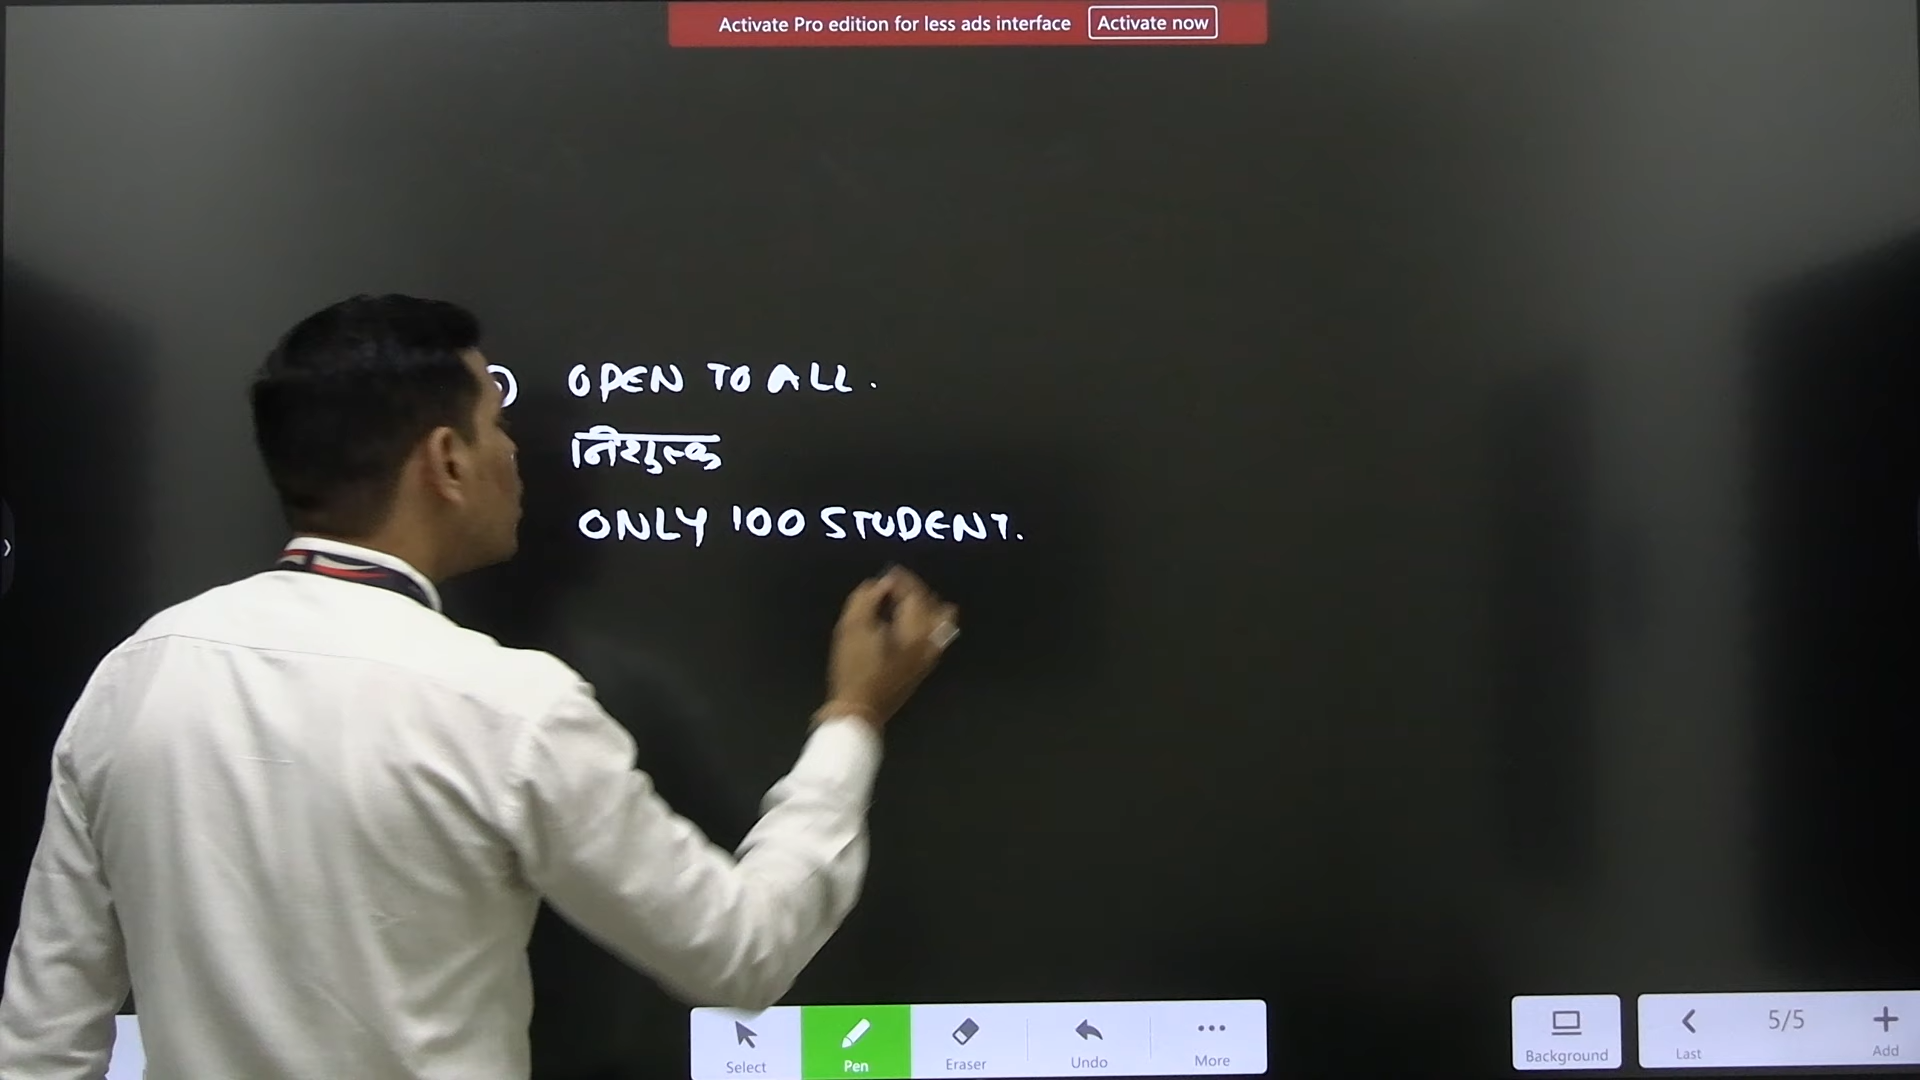 Activate Pro edition for less ads interface Activate now
OPEN TO ALL.
निशुल्क
ONLY 100 STUDENT.
Select Pen Eraser Undo More
Background
Last 5/5 Add